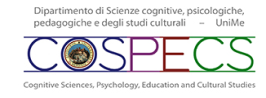 Dipartimento di Scienze cognitive, psicologiche,
pedagogiche e degli studi culturali – UniMe
COSPECS
Cognitive Sciences, Psychology, Education and Cultural Studies